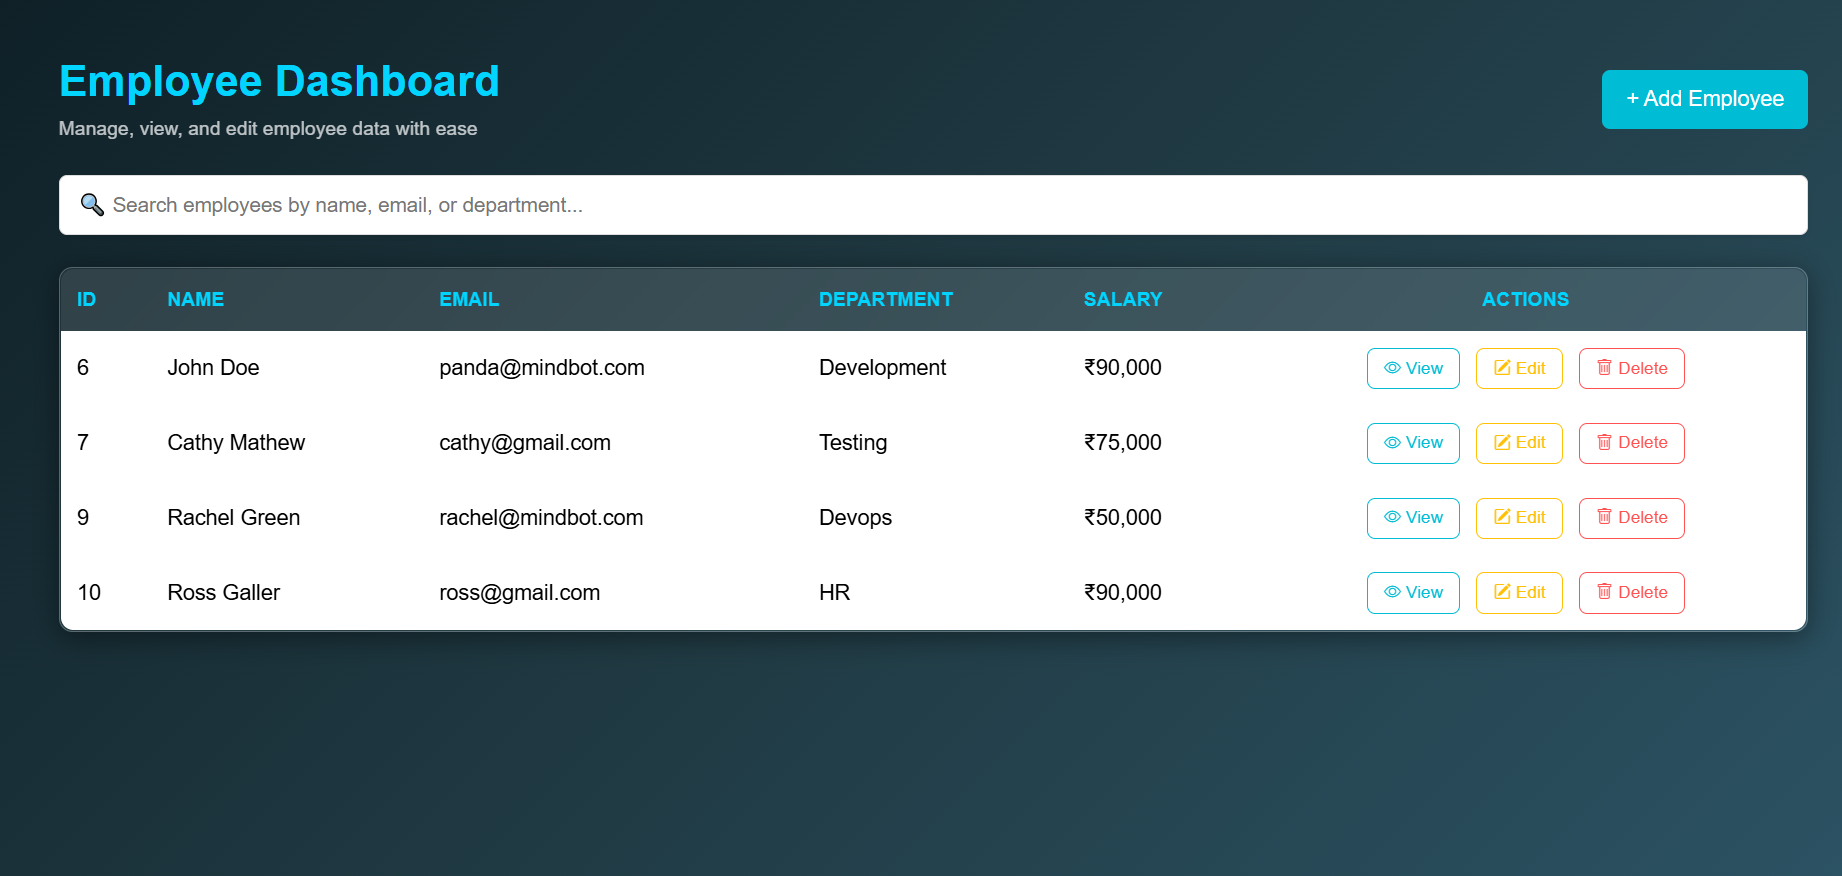 Employee Dashboard
+ Add Employee
Manage, view, and edit employee data with ease
Search employees by name, email, or department...
ID NAME EMAIL DEPARTMENT SALARY ACTIONS
6 John Doe panda@mindbot.com Development ₹90,000 View Edit Delete
7 Cathy Mathew cathy@gmail.com Testing ₹75,000 View Edit Delete
9 Rachel Green rachel@mindbot.com Devops ₹50,000 View Edit Delete
10 Ross Galler ross@gmail.com HR ₹90,000 View Edit Delete